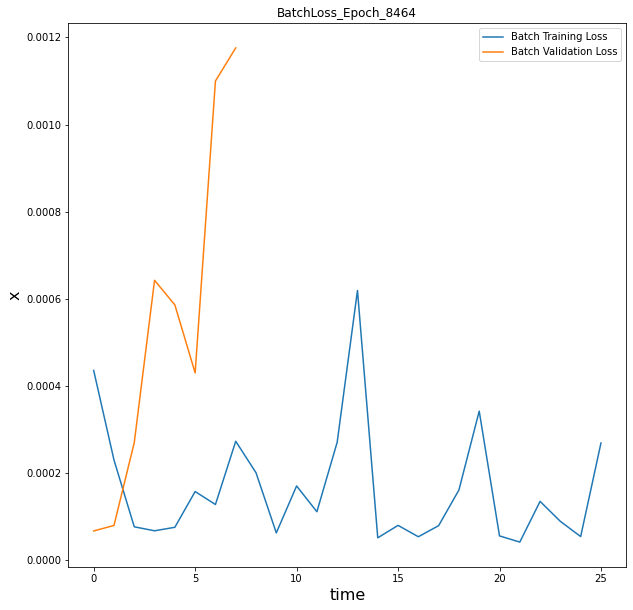 BatchLoss_Epoch_8464
Batch Training Loss
Batch Validation Loss
0.0012
0.0010
0.0008
0.0006
0.0004
0.0002
0.0000
x
0 5 10 15 20 25
time